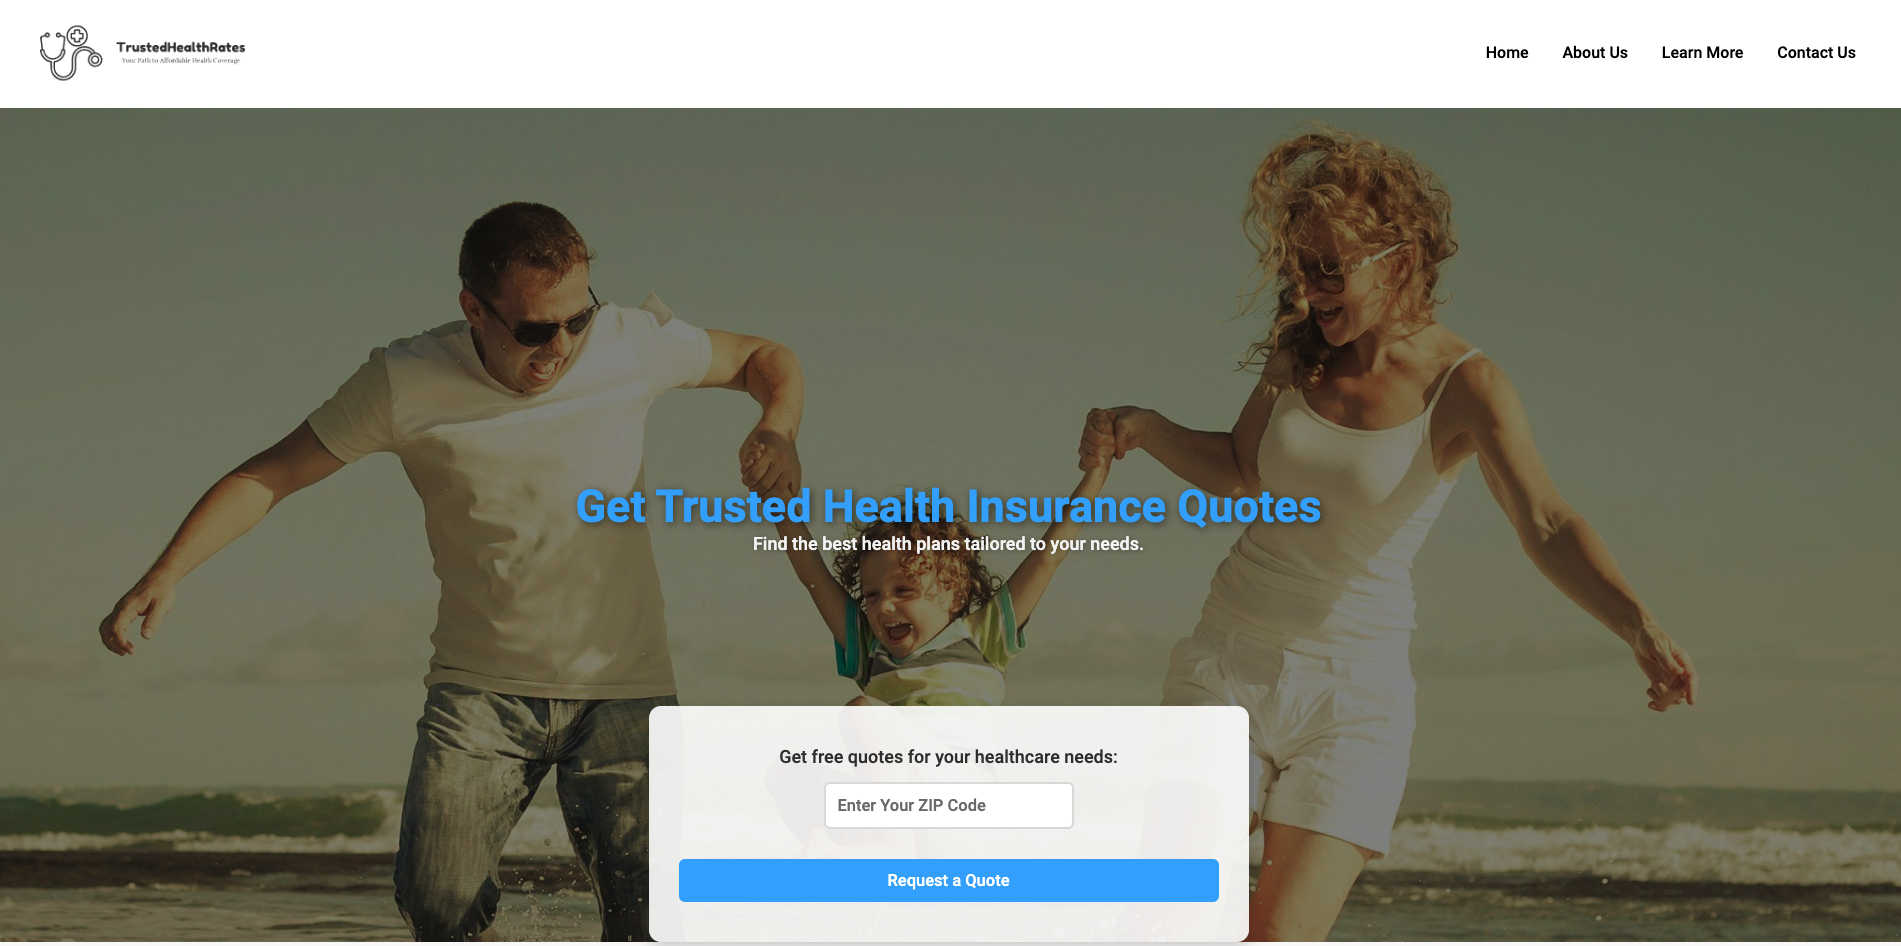 TrustedHealthRates
Your Path to Affordable Health Coverage
Home
About Us
Learn More
Contact Us
Get Trusted Health Insurance Quotes
Find the best health plans tailored to your needs.
Get free quotes for your healthcare needs:
Enter Your ZIP Code
Request a Quote